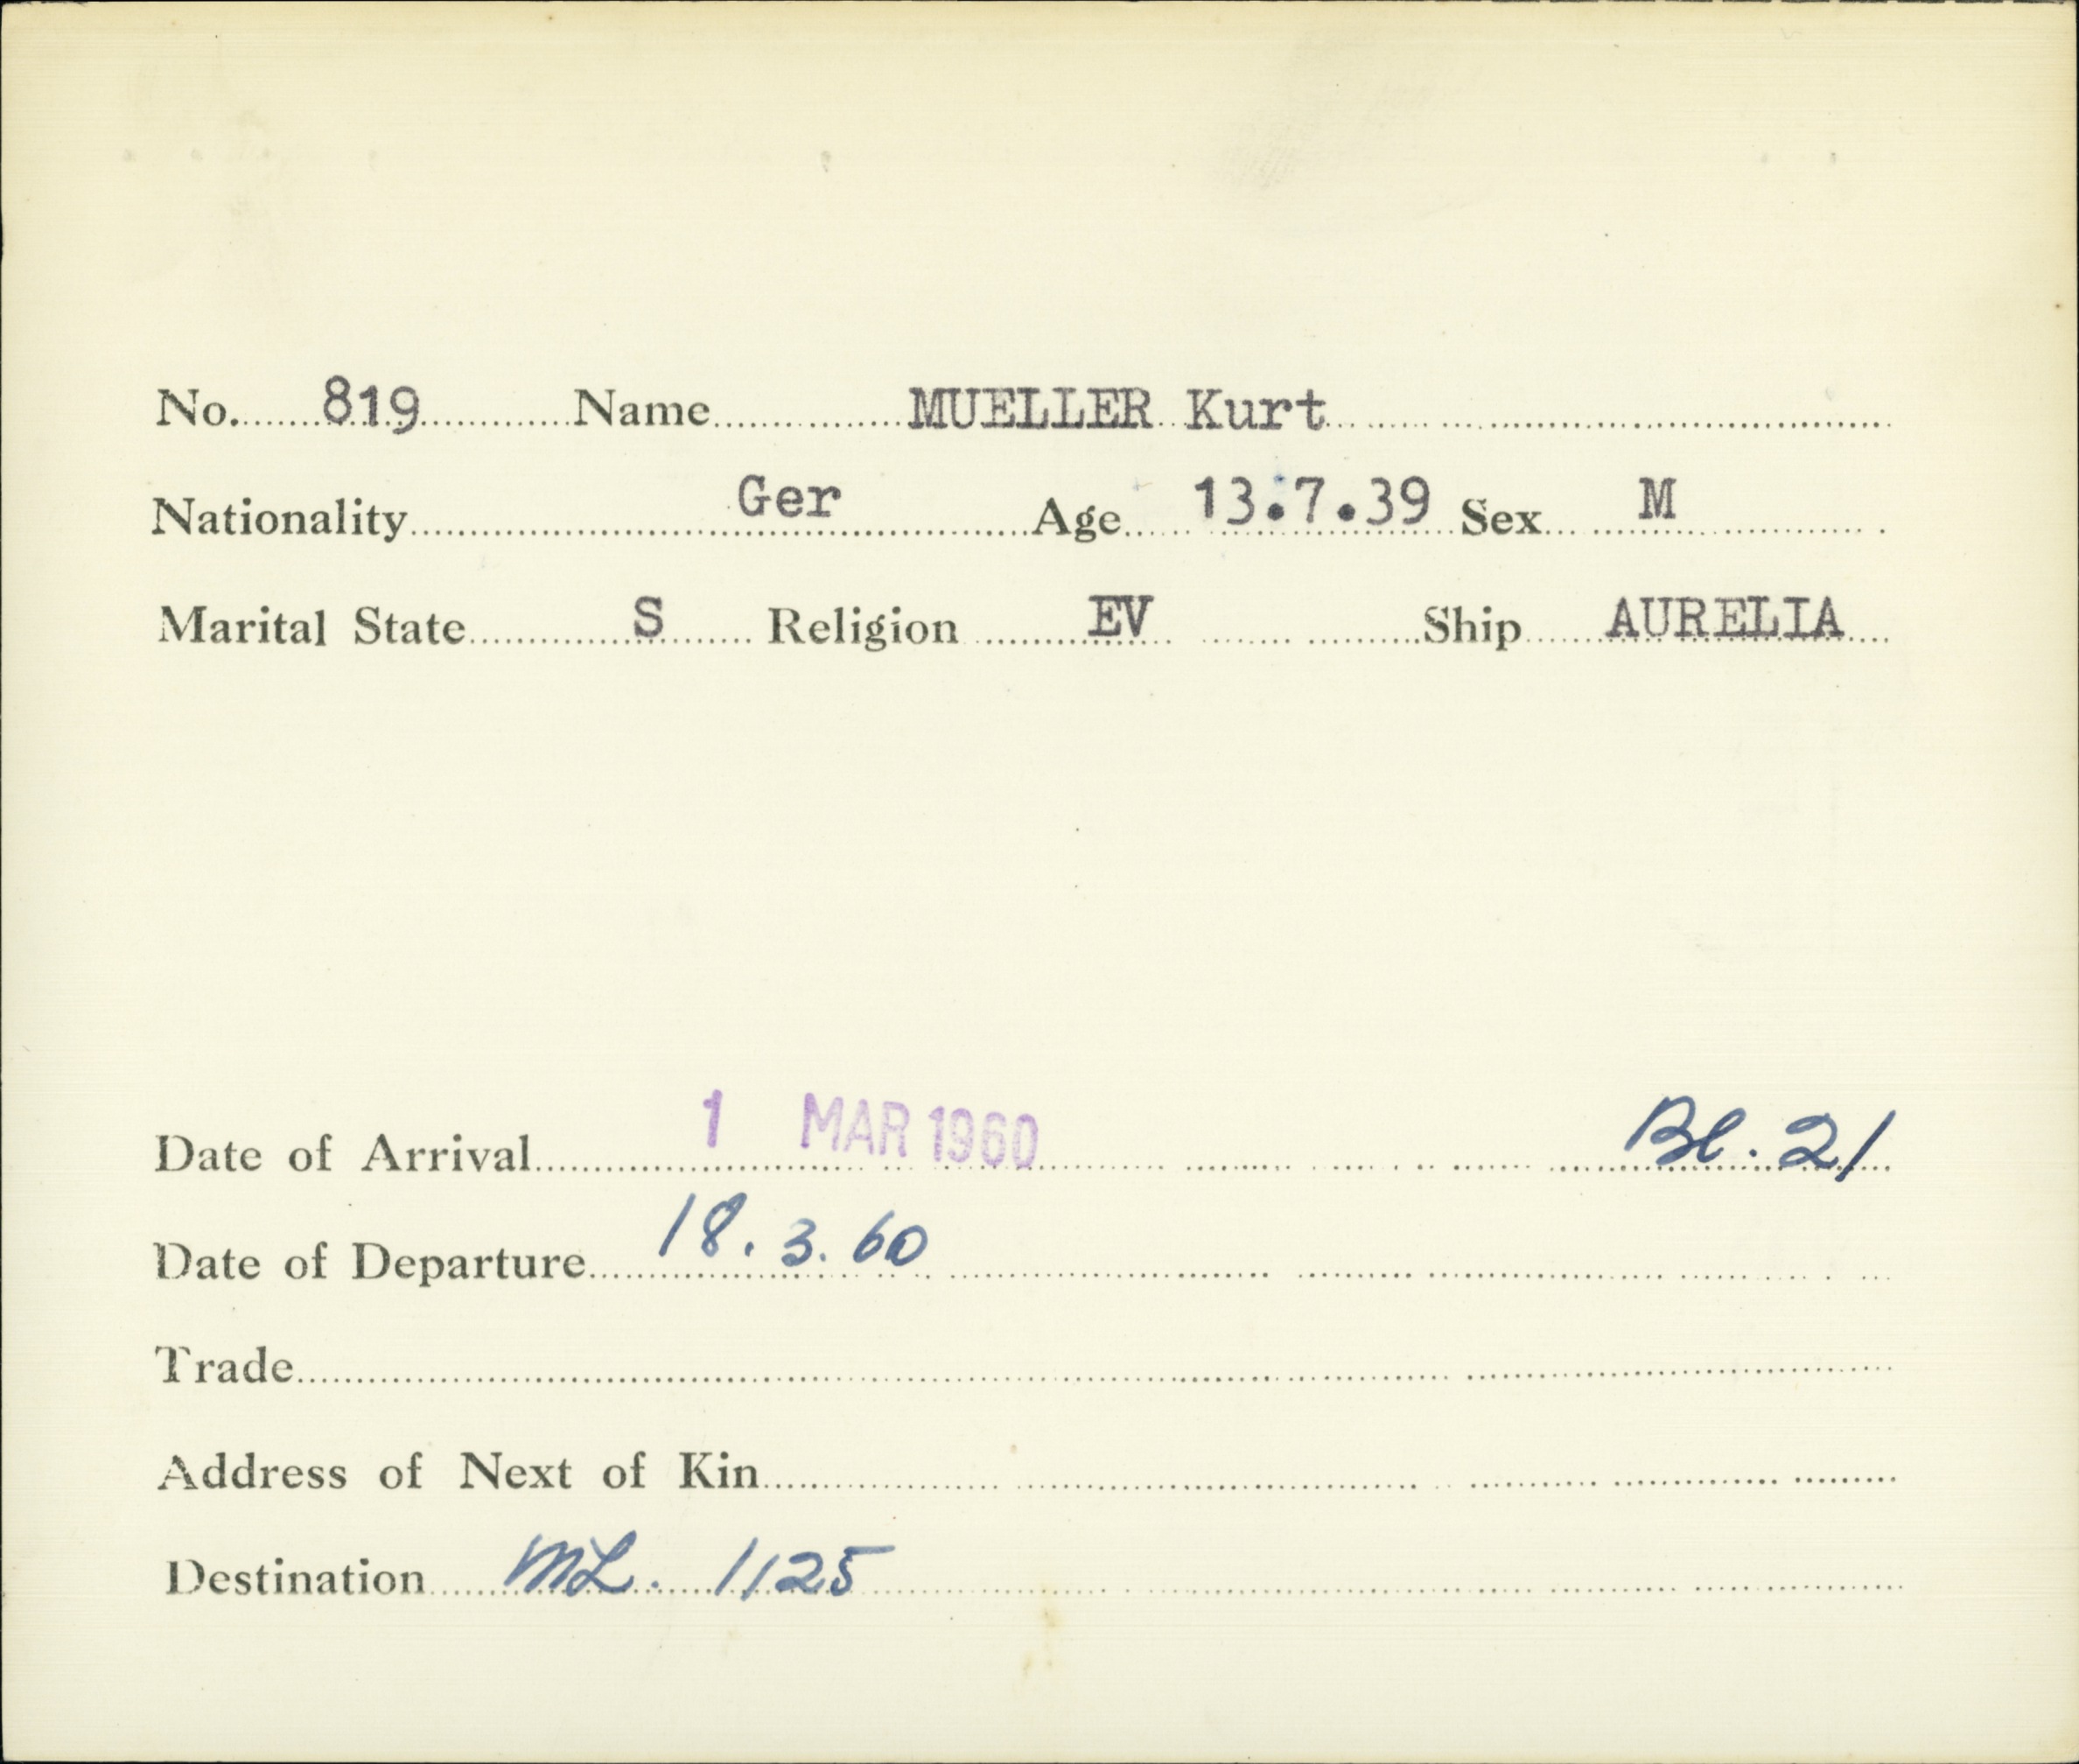 No. 819 Name MUELLER Kurt
Nationality Ger Age 13.7.39 Sex M
Marital State S Religion EV Ship AURELIA
Date of Arrival 1 MAR 1960 Bl. 21
Date of Departure 18. 3. 60
Trade
Address of Next of Kin
Destination ML. 1125